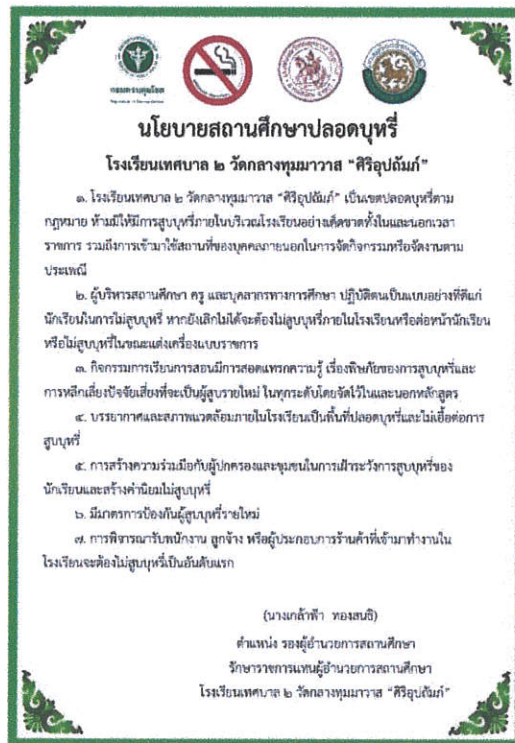 กรมควบคุมโรค
นโยบายสถานศึกษาปลอดบุหรี่
โรงเรียนเทศบาล ๒ วัดกลางทุมมาวาส “ศิริอุปถัมภ์”
๑. โรงเรียนเทศบาล ๒ วัดกลางทุมมาวาส “ศิริอุปถัมภ์” เป็นเขตปลอดบุหรี่ตาม
กฎหมาย ห้ามมิให้มีการสูบบุหรี่ภายในบริเวณโรงเรียนอย่างเด็ดขาดทั้งในและนอกเวลา
ราชการ รวมถึงการเข้ามาใช้สถานที่ของบุคคลภายนอกในการจัดกิจกรรมหรือจัดงานตาม
ประเพณี
๒. ผู้บริหารสถานศึกษา ครู และบุคลากรทางการศึกษา ปฏิบัติตนเป็นแบบอย่างที่ดีแก่
นักเรียนในการไม่สูบบุหรี่ หากยังเลิกไม่ได้จะต้องไม่สูบบุหรี่ภายในโรงเรียนหรือต่อหน้านักเรียน
หรือไม่สูบบุหรี่ในขณะแต่งเครื่องแบบราชการ
๓. กิจกรรมการเรียนการสอนมีการสอดแทรกความรู้ เรื่องพิษภัยของการสูบบุหรี่และ
การหลีกเลี่ยงปัจจัยเสี่ยงที่จะเป็นผู้สูบรายใหม่ ในทุกระดับโดยจัดไว้ในและนอกหลักสูตร
๔. บรรยากาศและสภาพแวดล้อมภายในโรงเรียนเป็นพื้นที่ปลอดบุหรี่และไม่เอื้อต่อการ
สูบบุหรี่
๕. การสร้างความร่วมมือกับผู้ปกครองและชุมชนในการเฝ้าระวังการสูบบุหรี่ของ
นักเรียนและสร้างค่านิยมไม่สูบบุหรี่
๖. มีมาตรการป้องกันผู้สูบบุหรี่รายใหม่
๗. การพิจารณารับพนักงาน ลูกจ้าง หรือผู้ประกอบการร้านค้าที่เข้ามาทำงานใน
โรงเรียนจะต้องไม่สูบบุหรี่เป็นอันดับแรก
(นางเกล้าฟ้า ทองสนธิ)
ตำแหน่ง รองผู้อำนวยการสถานศึกษา
รักษาราชการแทนผู้อำนวยการสถานศึกษา
โรงเรียนเทศบาล ๒ วัดกลางทุมมาวาส “ศิริอุปถัมภ์”